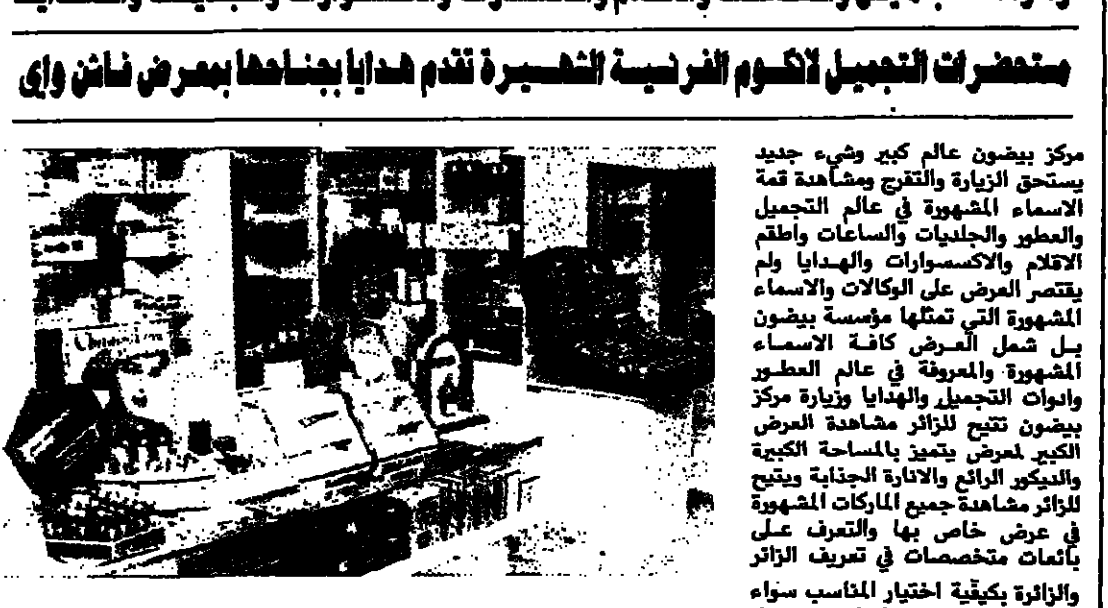 مستحضرات التجميل لانكوم الفرنسية الشهيرة تقدم هدايا بجناحها بمعرض فاشن واي
مركز بيضون عالم كبير وشيء جديد
يستحق الزيارة والتفرج ومشاهدة قمة
الاسماء المشهورة في عالم التجميل
والعطور والجلديات والساعات واطقم
الاقلام والاكسسوارات والهدايا ولم
يقتصر العرض على الوكالات والاسماء
المشهورة التي تمثلها مؤسسة بيضون
بل شمل العرض كافة الاسماء
المشهورة والمعروفة في عالم العطور
وادوات التجميل والهدايا وزيارة مركز
بيضون تتيح للزائر مشاهدة العرض
الكبير لمعرض يتميز بالمساحة الكبيرة
والديكور الرائع والانارة الجذابة ويتيح
للزائر مشاهدة جميع الماركات المشهورة
في عرض خاص بها والتعرف على
بائعات متخصصات في تعريف الزائر
والزائرة بكيفية اختيار المناسب سواء